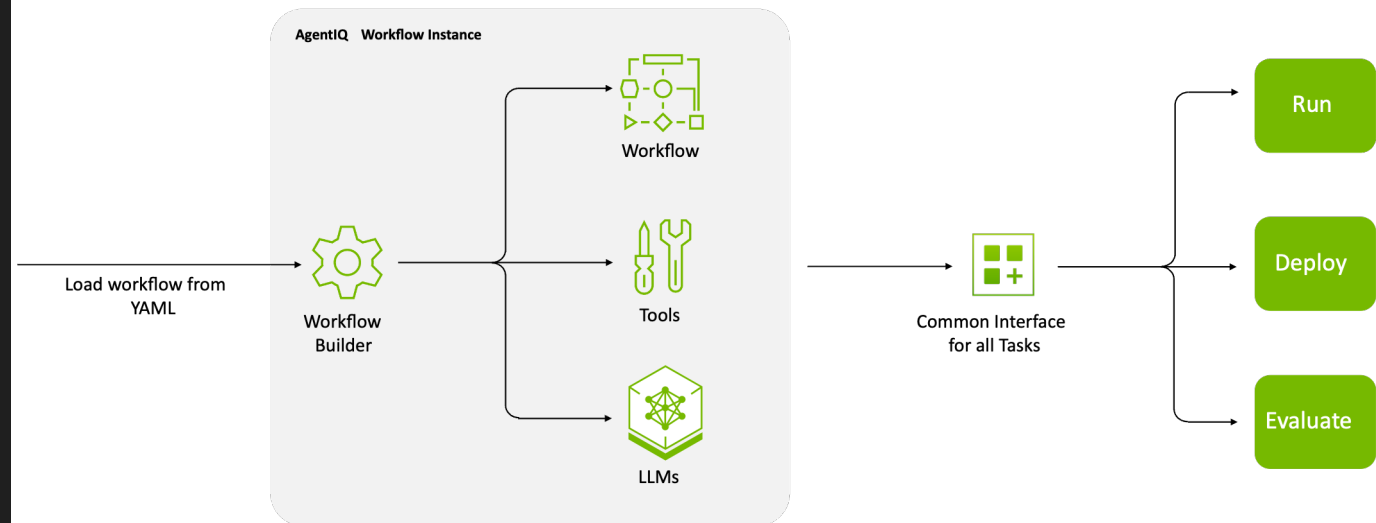 AgentIQ Workflow Instance
Workflow
Load workflow from
YAML
Workflow
Builder
Tools
LLMs
Common Interface
for all Tasks
Run
Deploy
Evaluate